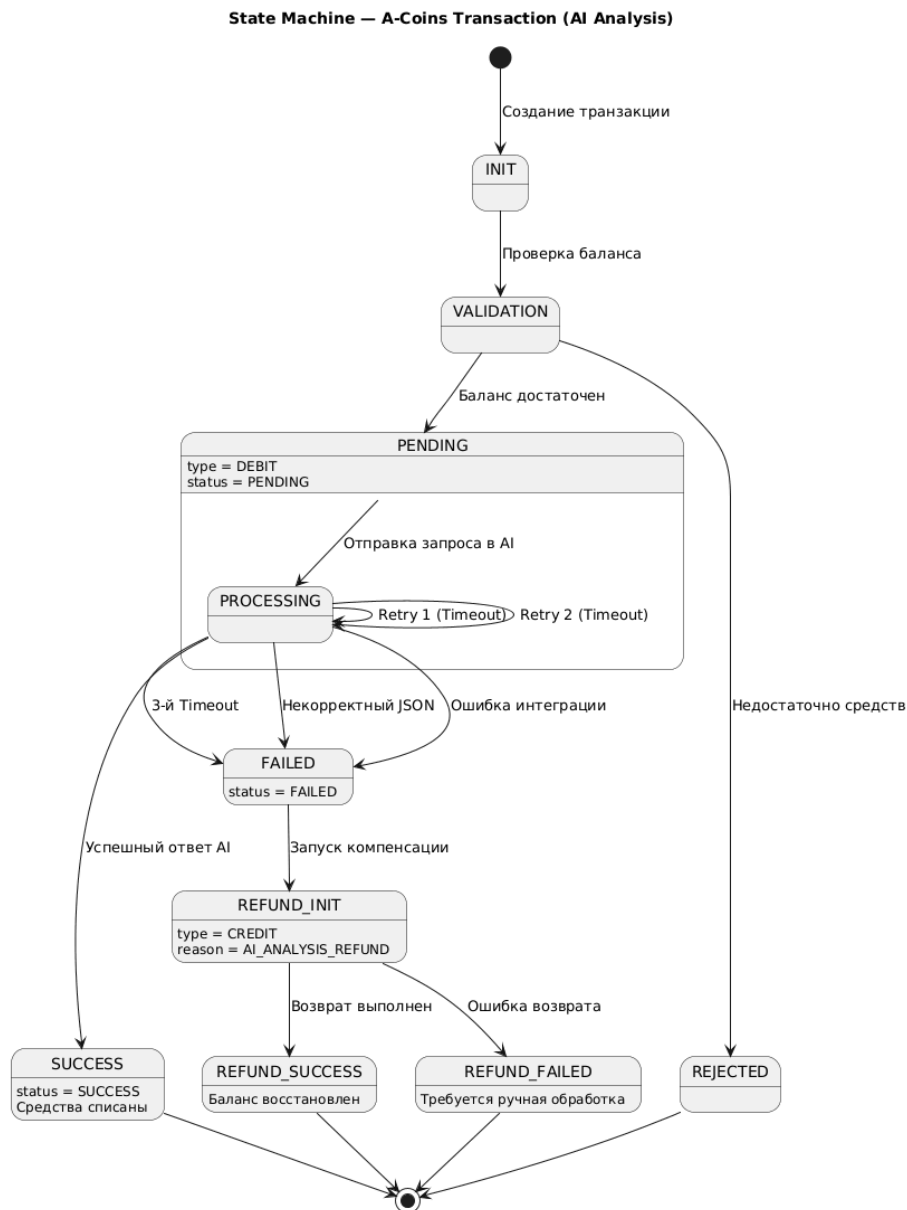 State Machine — A-Coins Transaction (AI Analysis)
Создание транзакции
INIT
Проверка баланса
VALIDATION
Баланс достаточен
PENDING
type = DEBIT
status = PENDING
Отправка запроса в AI
PROCESSING
Retry 1 (Timeout)
Retry 2 (Timeout)
3-й Timeout
Некорректный JSON
Ошибка интеграции
Недостаточно средств
FAILED
status = FAILED
Успешный ответ AI
Запуск компенсации
REFUND_INIT
type = CREDIT
reason = AI_ANALYSIS_REFUND
Возврат выполнен
Ошибка возврата
SUCCESS
status = SUCCESS
Средства списаны
REFUND_SUCCESS
Баланс восстановлен
REFUND_FAILED
Требуется ручная обработка
REJECTED